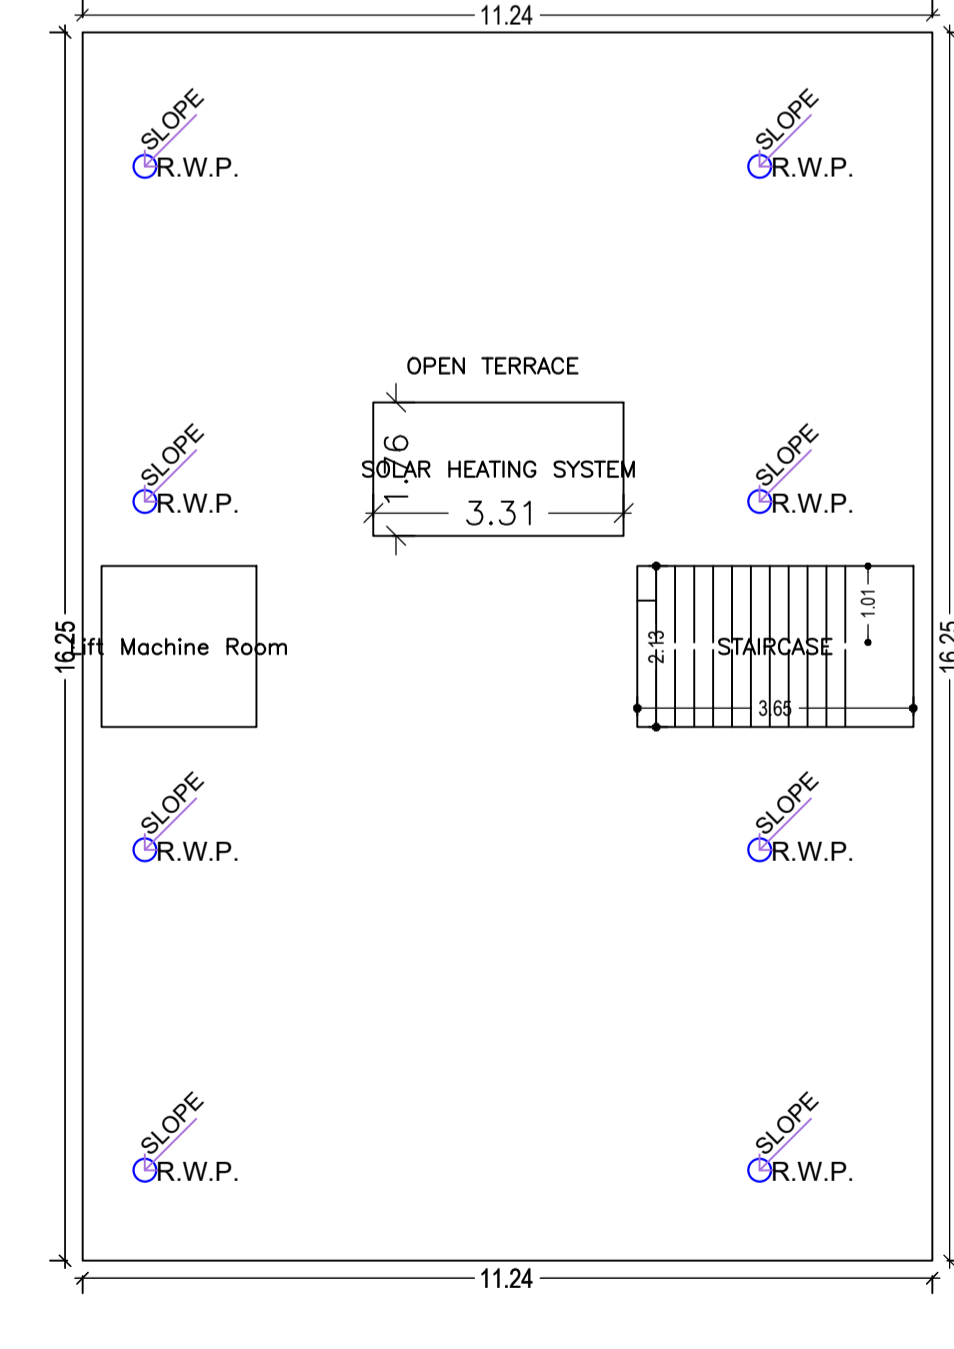 11.24
SLOPE
R.W.P.
SLOPE
R.W.P.
OPEN TERRACE
1.76
SOLAR HEATING SYSTEM
3.31
SLOPE
R.W.P.
SLOPE
R.W.P.
16.25
Lift Machine Room
2.13
STAIRCASE
1.01
3.65
16.25
SLOPE
R.W.P.
SLOPE
R.W.P.
SLOPE
R.W.P.
SLOPE
R.W.P.
11.24